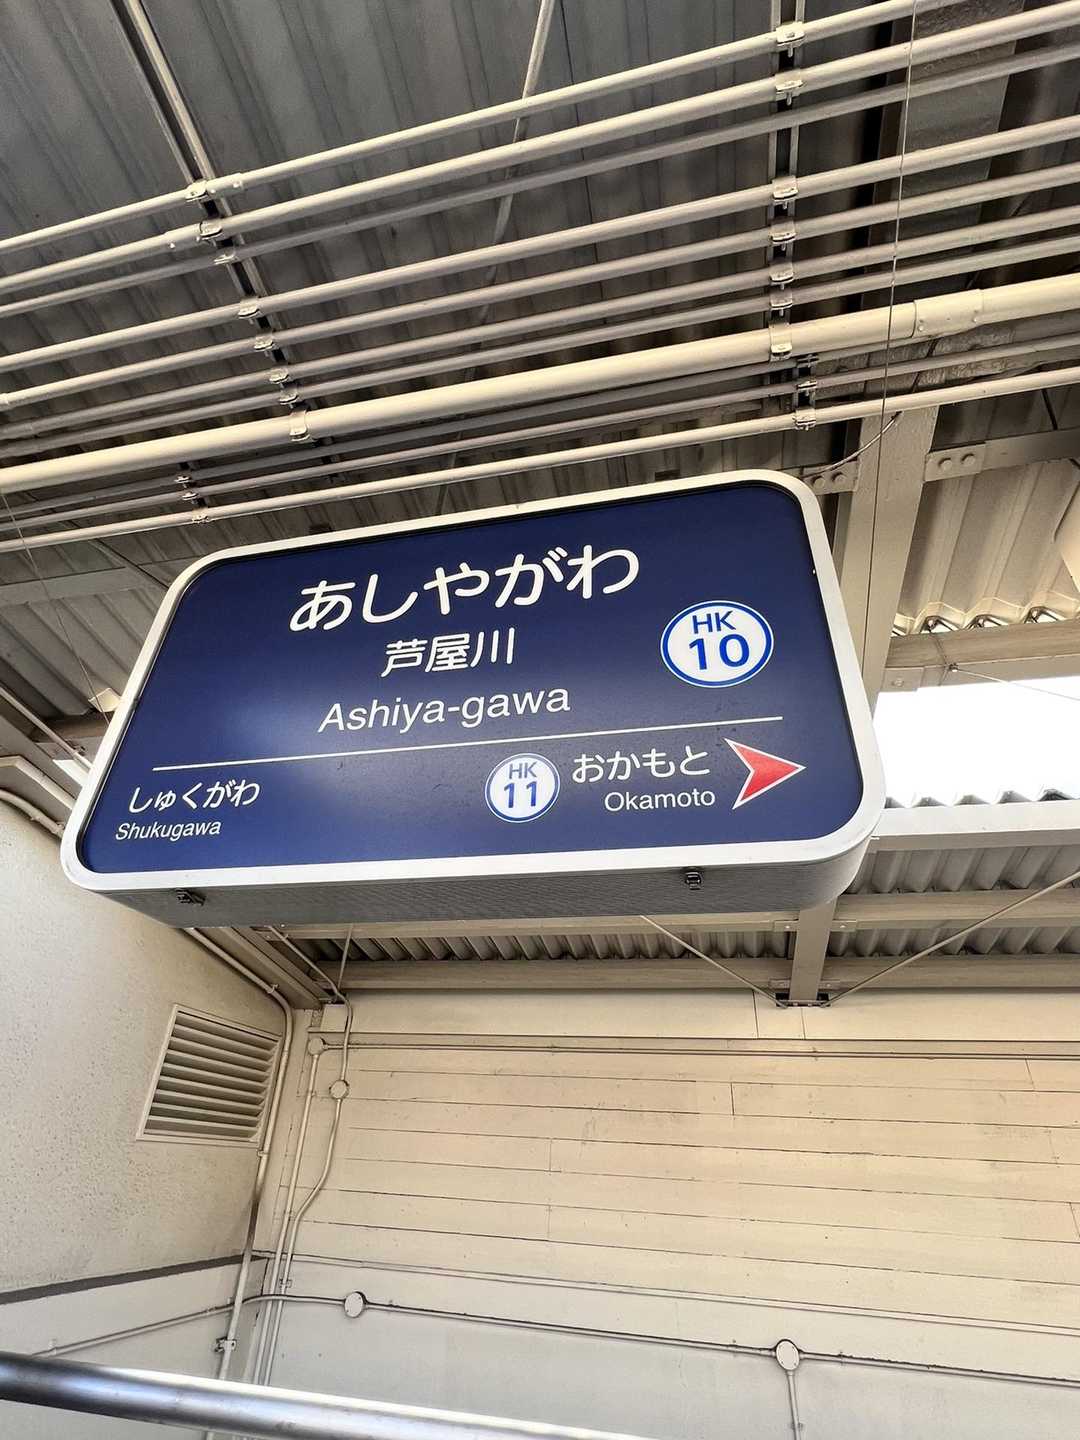 あしやがわ
芦屋川
HK
10
Ashiya-gawa
しゅくがわ
Shukugawa
HK
11
おかもと
Okamoto